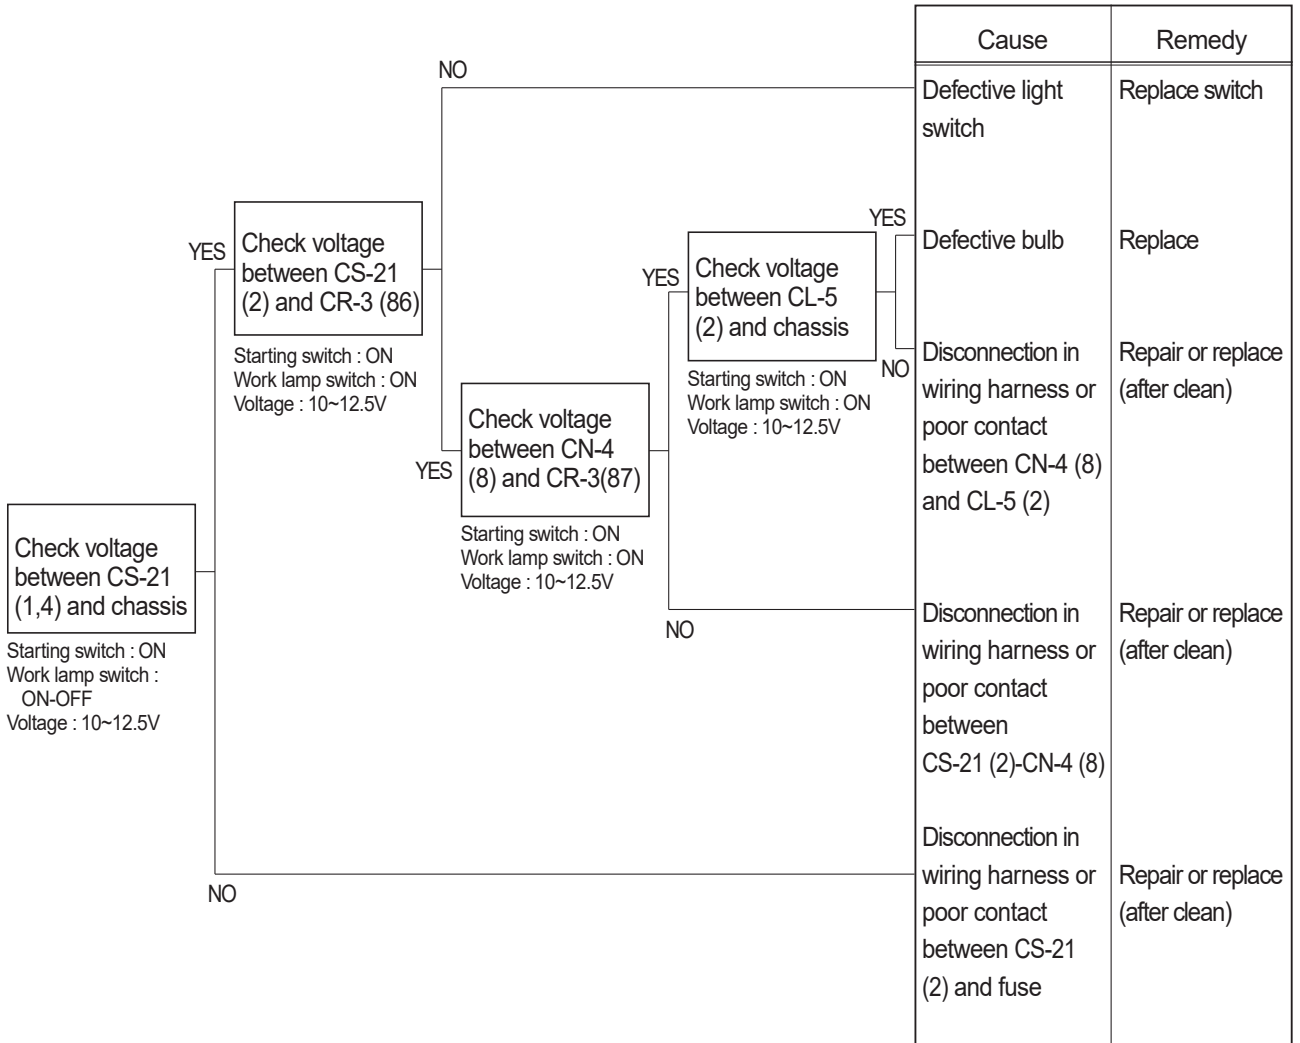 Cause
Remedy
NO
Defective light
switch
Replace switch
YES
Check voltage
between CS-21
(2) and CR-3 (86)
Starting switch : ON
Work lamp switch : ON
Voltage : 10~12.5V
YES
Check voltage
between CN-4
(8) and CR-3(87)
Starting switch : ON
Work lamp switch : ON
Voltage : 10~12.5V
YES
Check voltage
between CL-5
(2) and chassis
Starting switch : ON
Work lamp switch : ON
Voltage : 10~12.5V
YES
Defective bulb
Replace
NO
Disconnection in
wiring harness or
poor contact
between CN-4 (8)
and CL-5 (2)
Repair or replace
(after clean)
NO
Disconnection in
wiring harness or
poor contact
between
CS-21 (2)-CN-4 (8)
Repair or replace
(after clean)
Check voltage
between CS-21
(1,4) and chassis
Starting switch : ON
Work lamp switch :
ON-OFF
Voltage : 10~12.5V
NO
Disconnection in
wiring harness or
poor contact
between CS-21
(2) and fuse
Repair or replace
(after clean)